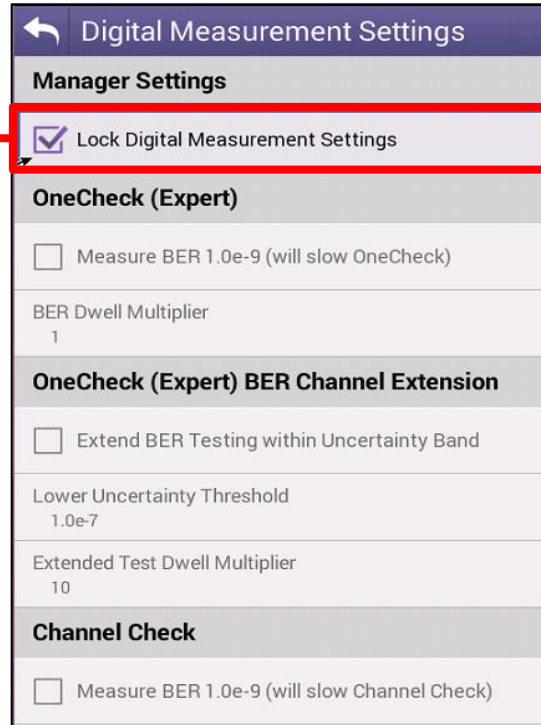 Digital Measurement Settings
Manager Settings
Lock Digital Measurement Settings
OneCheck (Expert)
Measure BER 1.0e-9 (will slow OneCheck)
BER Dwell Multiplier
1
OneCheck (Expert) BER Channel Extension
Extend BER Testing within Uncertainty Band
Lower Uncertainty Threshold
1.0e-7
Extended Test Dwell Multiplier
10
Channel Check
Measure BER 1.0e-9 (will slow Channel Check)